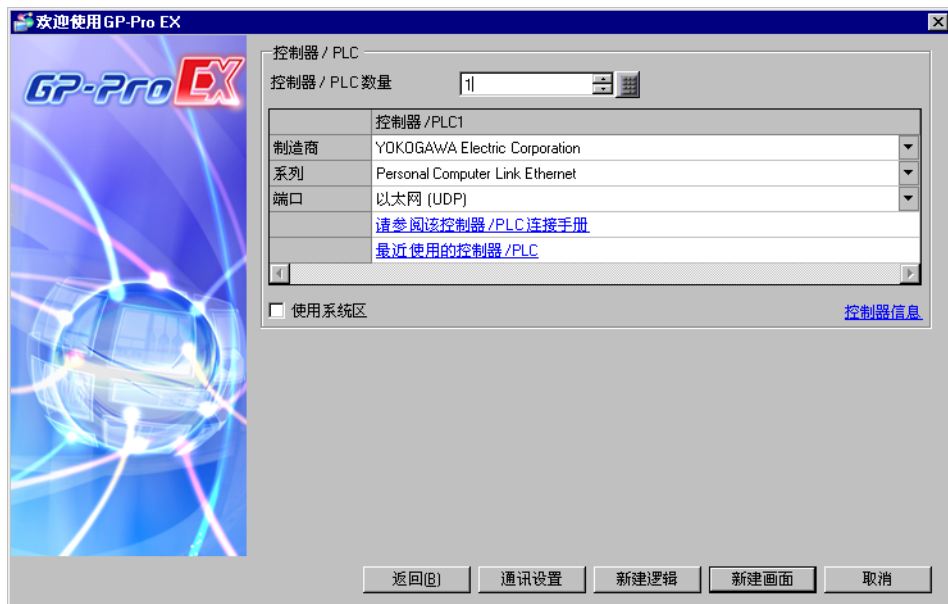 欢迎使用GP-Pro EX
GP-Pro EX
控制器 / PLC
控制器 / PLC 数量 1
控制器 /PLC1
制造商 YOKOGAWA Electric Corporation
系列 Personal Computer Link Ethernet
端口 以太网 (UDP)
请参阅该控制器 /PLC 连接手册
最近使用的控制器 /PLC
使用系统区 控制器信息
返回(B) 通讯设置 新建逻辑 新建画面 取消